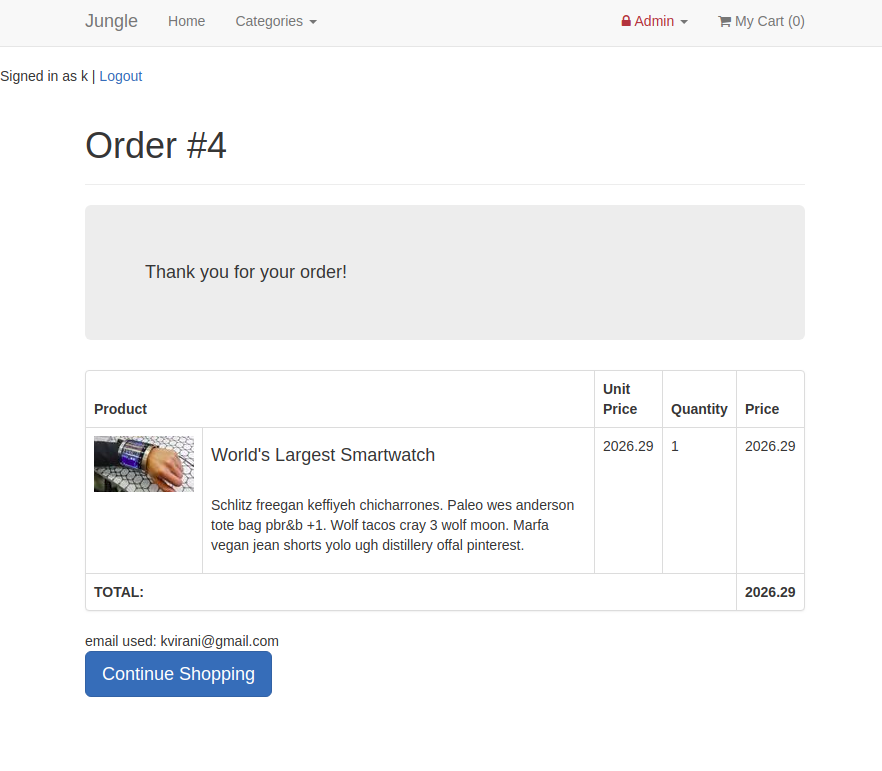 Jungle Home Categories Admin My Cart (0)
Signed in as k | Logout
Order #4
Thank you for your order!
Product Unit Price Quantity Price
World's Largest Smartwatch 2026.29 1 2026.29
Schlitz freegan keffiyeh chicharrones. Paleo wes anderson
tote bag pbr&b +1. Wolf tacos cray 3 wolf moon. Marfa
vegan jean shorts yolo ugh distillery offal pinterest.
TOTAL: 2026.29
email used: kvirani@gmail.com
Continue Shopping